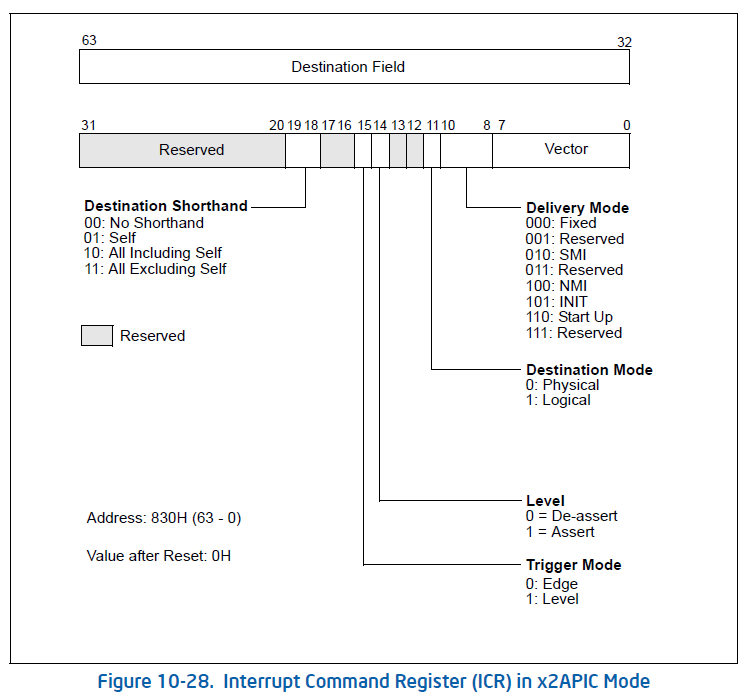 63 32
Destination Field
31 20 19 18 17 16 15 14 13 12 11 10 8 7 0
Reserved Vector
Destination Shorthand
00: No Shorthand
01: Self
10: All Including Self
11: All Excluding Self
Delivery Mode
000: Fixed
001: Reserved
010: SMI
011: Reserved
100: NMI
101: INIT
110: Start Up
111: Reserved
Reserved
Destination Mode
0: Physical
1: Logical
Level
0 = De-assert
1 = Assert
Address: 830H (63 - 0)
Value after Reset: 0H
Trigger Mode
0: Edge
1: Level
Figure 10-28. Interrupt Command Register (ICR) in x2APIC Mode